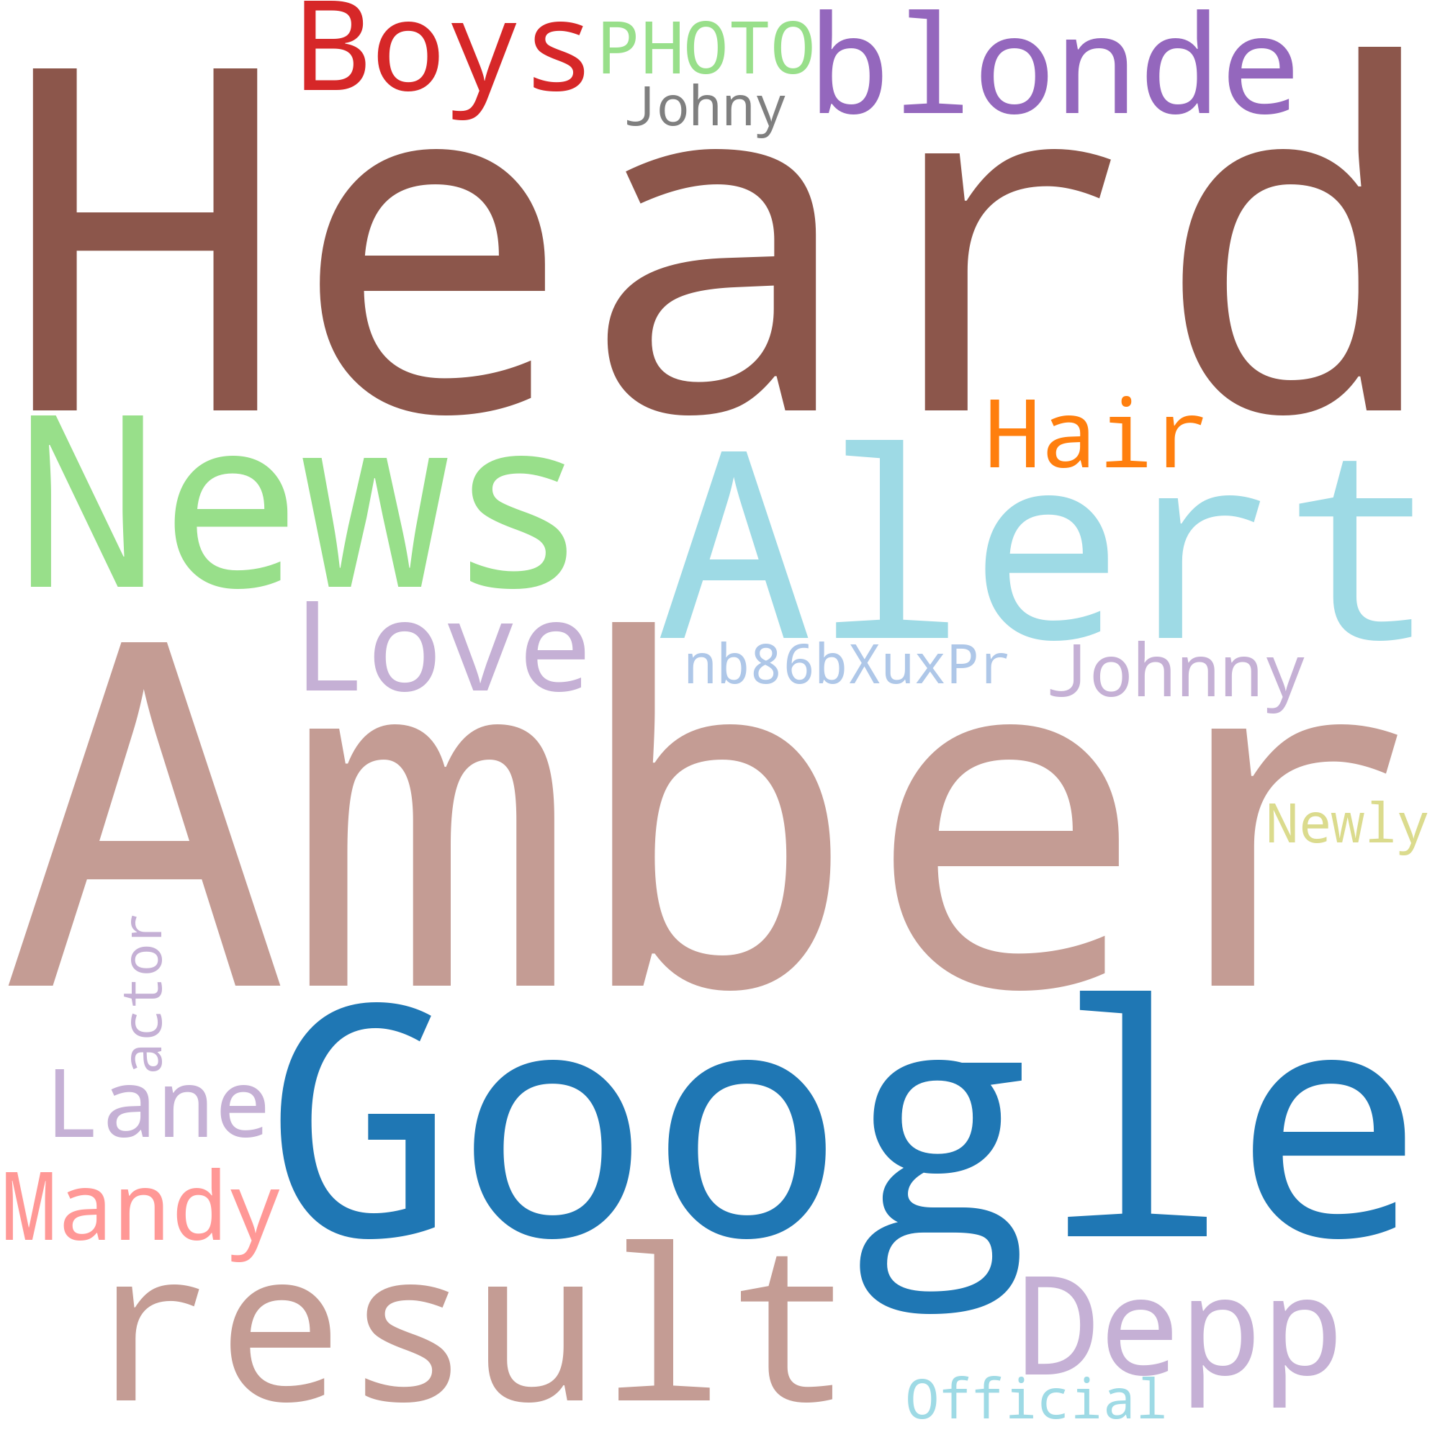 Boys
PHOTO
blonde
Johny
Heard
Hair
News
Alert
Love
nb86bXuxPr
Johnny
Amber
Newly
actor
Google
Lane
Mandy
result
Depp
Official